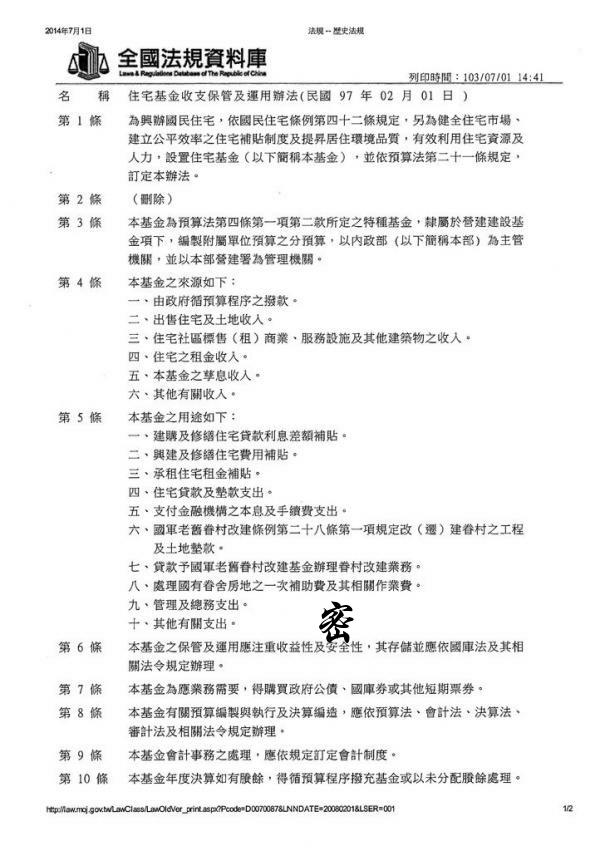 2014年7月1日 法規 -- 歷史法規
全國法規資料庫
Laws & Regulations Database of The Republic of China
列印時間：103/07/01 14:41
名 稱 住宅基金收支保管及運用辦法(民國 97 年 02 月 01 日 )
第 1 條 為興辦國民住宅，依國民住宅條例第四十二條規定，另為健全住宅市場、
建立公平效率之住宅補貼制度及提昇居住環境品質，有效利用住宅資源及
人力，設置住宅基金（以下簡稱本基金），並依預算法第二十一條規定，
訂定本辦法。
第 2 條 （刪除）
第 3 條 本基金為預算法第四條第一項第二款所定之特種基金，隸屬於營建建設基
金項下，編製附屬單位預算之分預算，以內政部 (以下簡稱本部) 為主管
機關，並以本部營建署為管理機關。
第 4 條 本基金之來源如下：
一、由政府循預算程序之撥款。
二、出售住宅及土地收入。
三、住宅社區標售（租）商業、服務設施及其他建築物之收入。
四、住宅之租金收入。
五、本基金之孳息收入。
六、其他有關收入。
第 5 條 本基金之用途如下：
一、建購及修繕住宅貸款利息差額補貼。
二、興建及修繕住宅費用補貼。
三、承租住宅租金補貼。
四、住宅貸款及墊款支出。
五、支付金融機構之本息及手續費支出。
六、國軍老舊眷村改建條例第二十八條第一項規定改（遷）建眷村之工程
及土地墊款。
七、貸款予國軍老舊眷村改建基金辦理眷村改建業務。
八、處理國有眷舍房地之一次補助費及其相關作業費。
九、管理及總務支出。
十、其他有關支出。
密
第 6 條 本基金之保管及運用應注重收益性及安全性，其存儲並應依國庫法及其相
關法令規定辦理。
第 7 條 本基金為應業務需要，得購買政府公債、國庫券或其他短期票券。
第 8 條 本基金有關預算編製與執行及決算編造，應依預算法、會計法、決算法、
審計法及相關法令規定辦理。
第 9 條 本基金會計事務之處理，應依規定訂定會計制度。
第 10 條 本基金年度決算如有賸餘，得循預算程序撥充基金或以未分配賸餘處理。
http://law.moj.gov.tw/LawClass/LawOldVer_print.aspx?Pcode=D0070087&LNNDATE=20080201&LSER=001 1/2